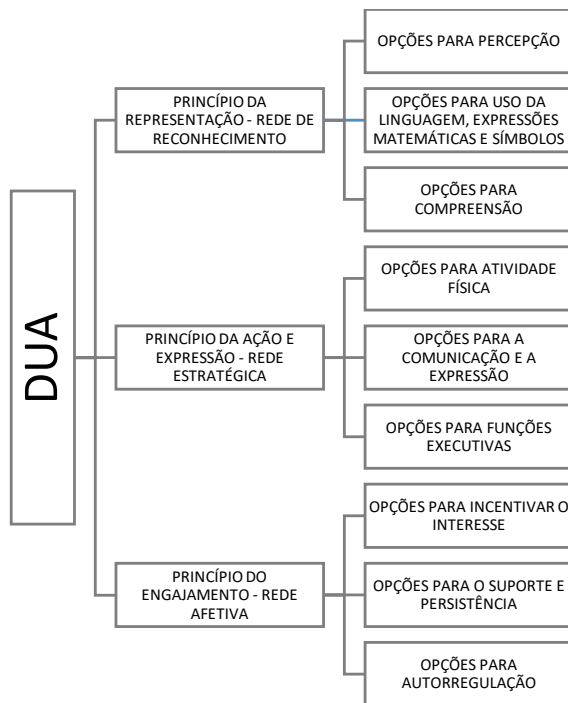 DUA
PRINCÍPIO DA
REPRESENTAÇÃO - REDE DE
RECONHECIMENTO
OPÇÕES PARA PERCEPÇÃO
OPÇÕES PARA USO DA
LINGUAGEM, EXPRESSÕES
MATEMÁTICAS E SÍMBOLOS
OPÇÕES PARA
COMPREENSÃO
PRINCÍPIO DA AÇÃO E
EXPRESSÃO - REDE
ESTRATÉGICA
OPÇÕES PARA ATIVIDADE
FÍSICA
OPÇÕES PARA A
COMUNICAÇÃO E A
EXPRESSÃO
OPÇÕES PARA FUNÇÕES
EXECUTIVAS
PRINCÍPIO DO
ENGAJAMENTO - REDE
AFETIVA
OPÇÕES PARA INCENTIVAR O
INTERESSE
OPÇÕES PARA O SUPORTE E
PERSISTÊNCIA
OPÇÕES PARA
AUTORREGULAÇÃO